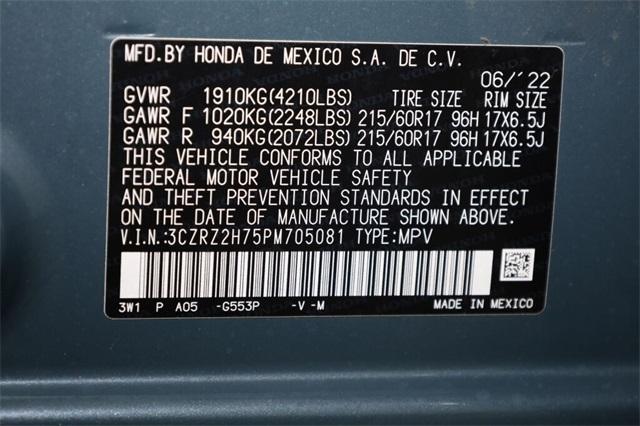 MFD.BY HONDA DE MEXICO S.A. DE C.V.
06/'22
GVWR 1910KG(4210LBS) TIRE SIZE RIM SIZE
GAWR F 1020KG(2248LBS) 215/60R17 96H 17X6.5J
GAWR R 940KG(2072LBS) 215/60R17 96H 17X6.5J
THIS VEHICLE CONFORMS TO ALL APPLICABLE
FEDERAL MOTOR VEHICLE SAFETY
AND THEFT PREVENTION STANDARDS IN EFFECT
ON THE DATE OF MANUFACTURE SHOWN ABOVE.
V.I.N.:3CZRZ2H75PM705081 TYPE:MPV
3W1 P A05 -G553P -V -M MADE IN MEXICO